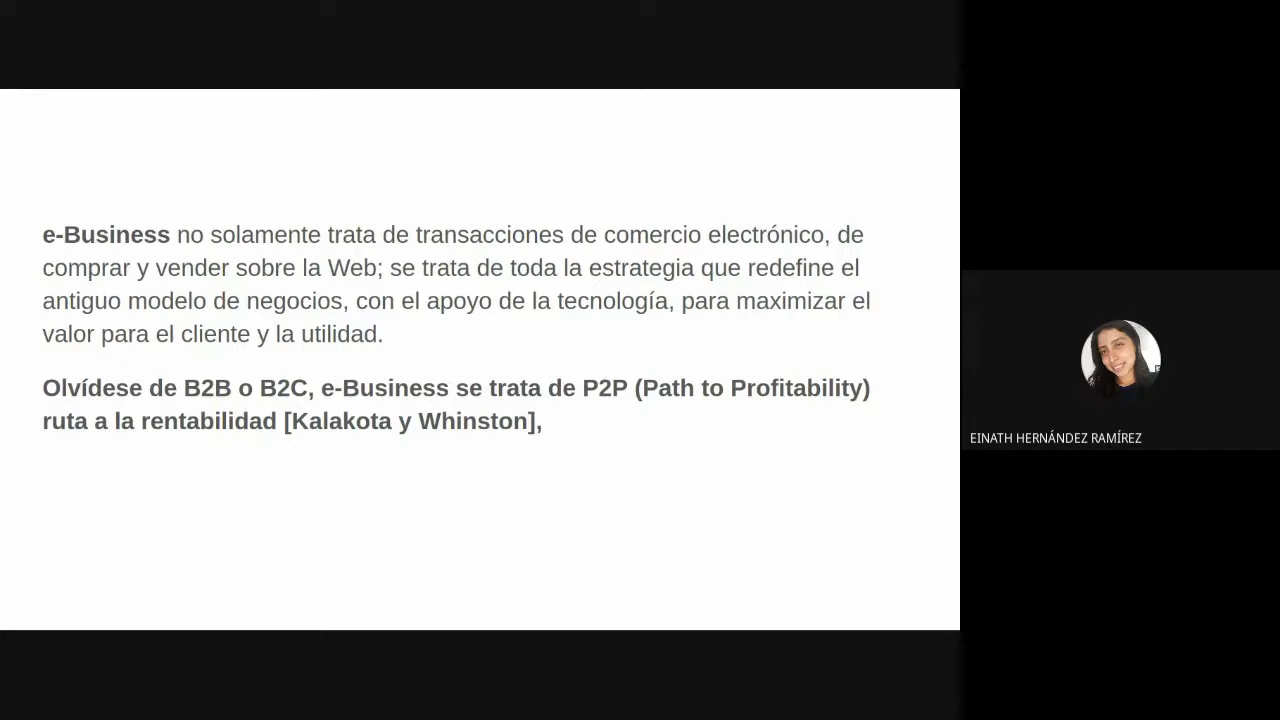 e-Business no solamente trata de transacciones de comercio electrónico, de
comprar y vender sobre la Web; se trata de toda la estrategia que redefine el
antiguo modelo de negocios, con el apoyo de la tecnología, para maximizar el
valor para el cliente y la utilidad.
Olvídese de B2B o B2C, e-Business se trata de P2P (Path to Profitability)
ruta a la rentabilidad [Kalakota y Whinston],
EINATH HERNÁNDEZ RAMÍREZ